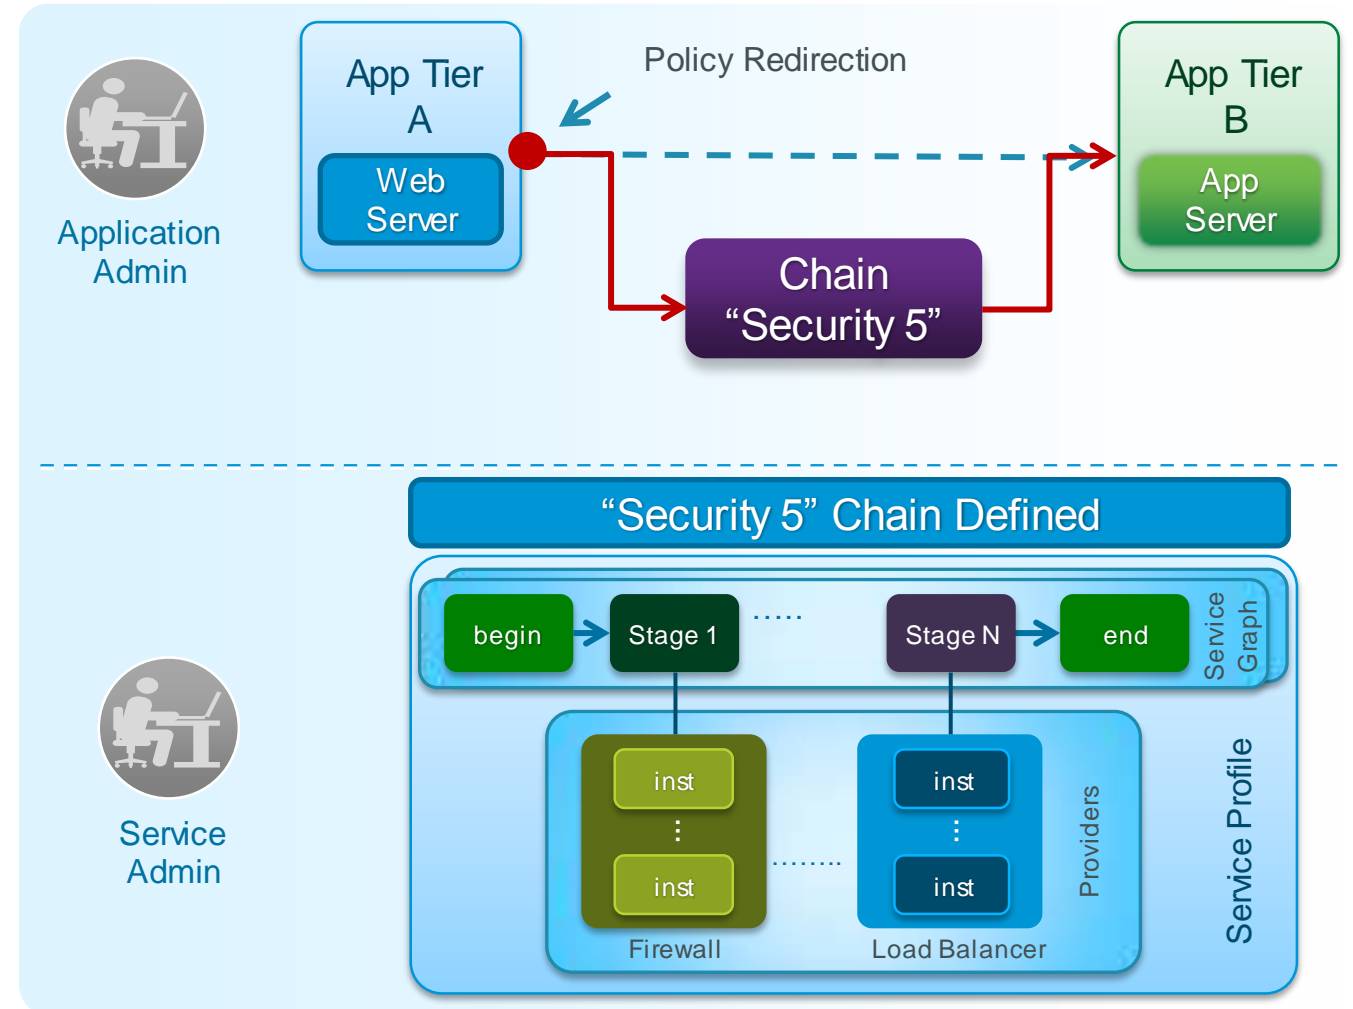 Policy Redirection
App Tier
A
Web
Server
App Tier
B
App
Server
Application
Admin
Chain
“Security 5”
“Security 5” Chain Defined
begin
Stage 1
.....
Stage N
end
Service
Graph
inst
...
inst
Firewall
........
inst
...
inst
Load Balancer
Providers
Service Profile
Service
Admin